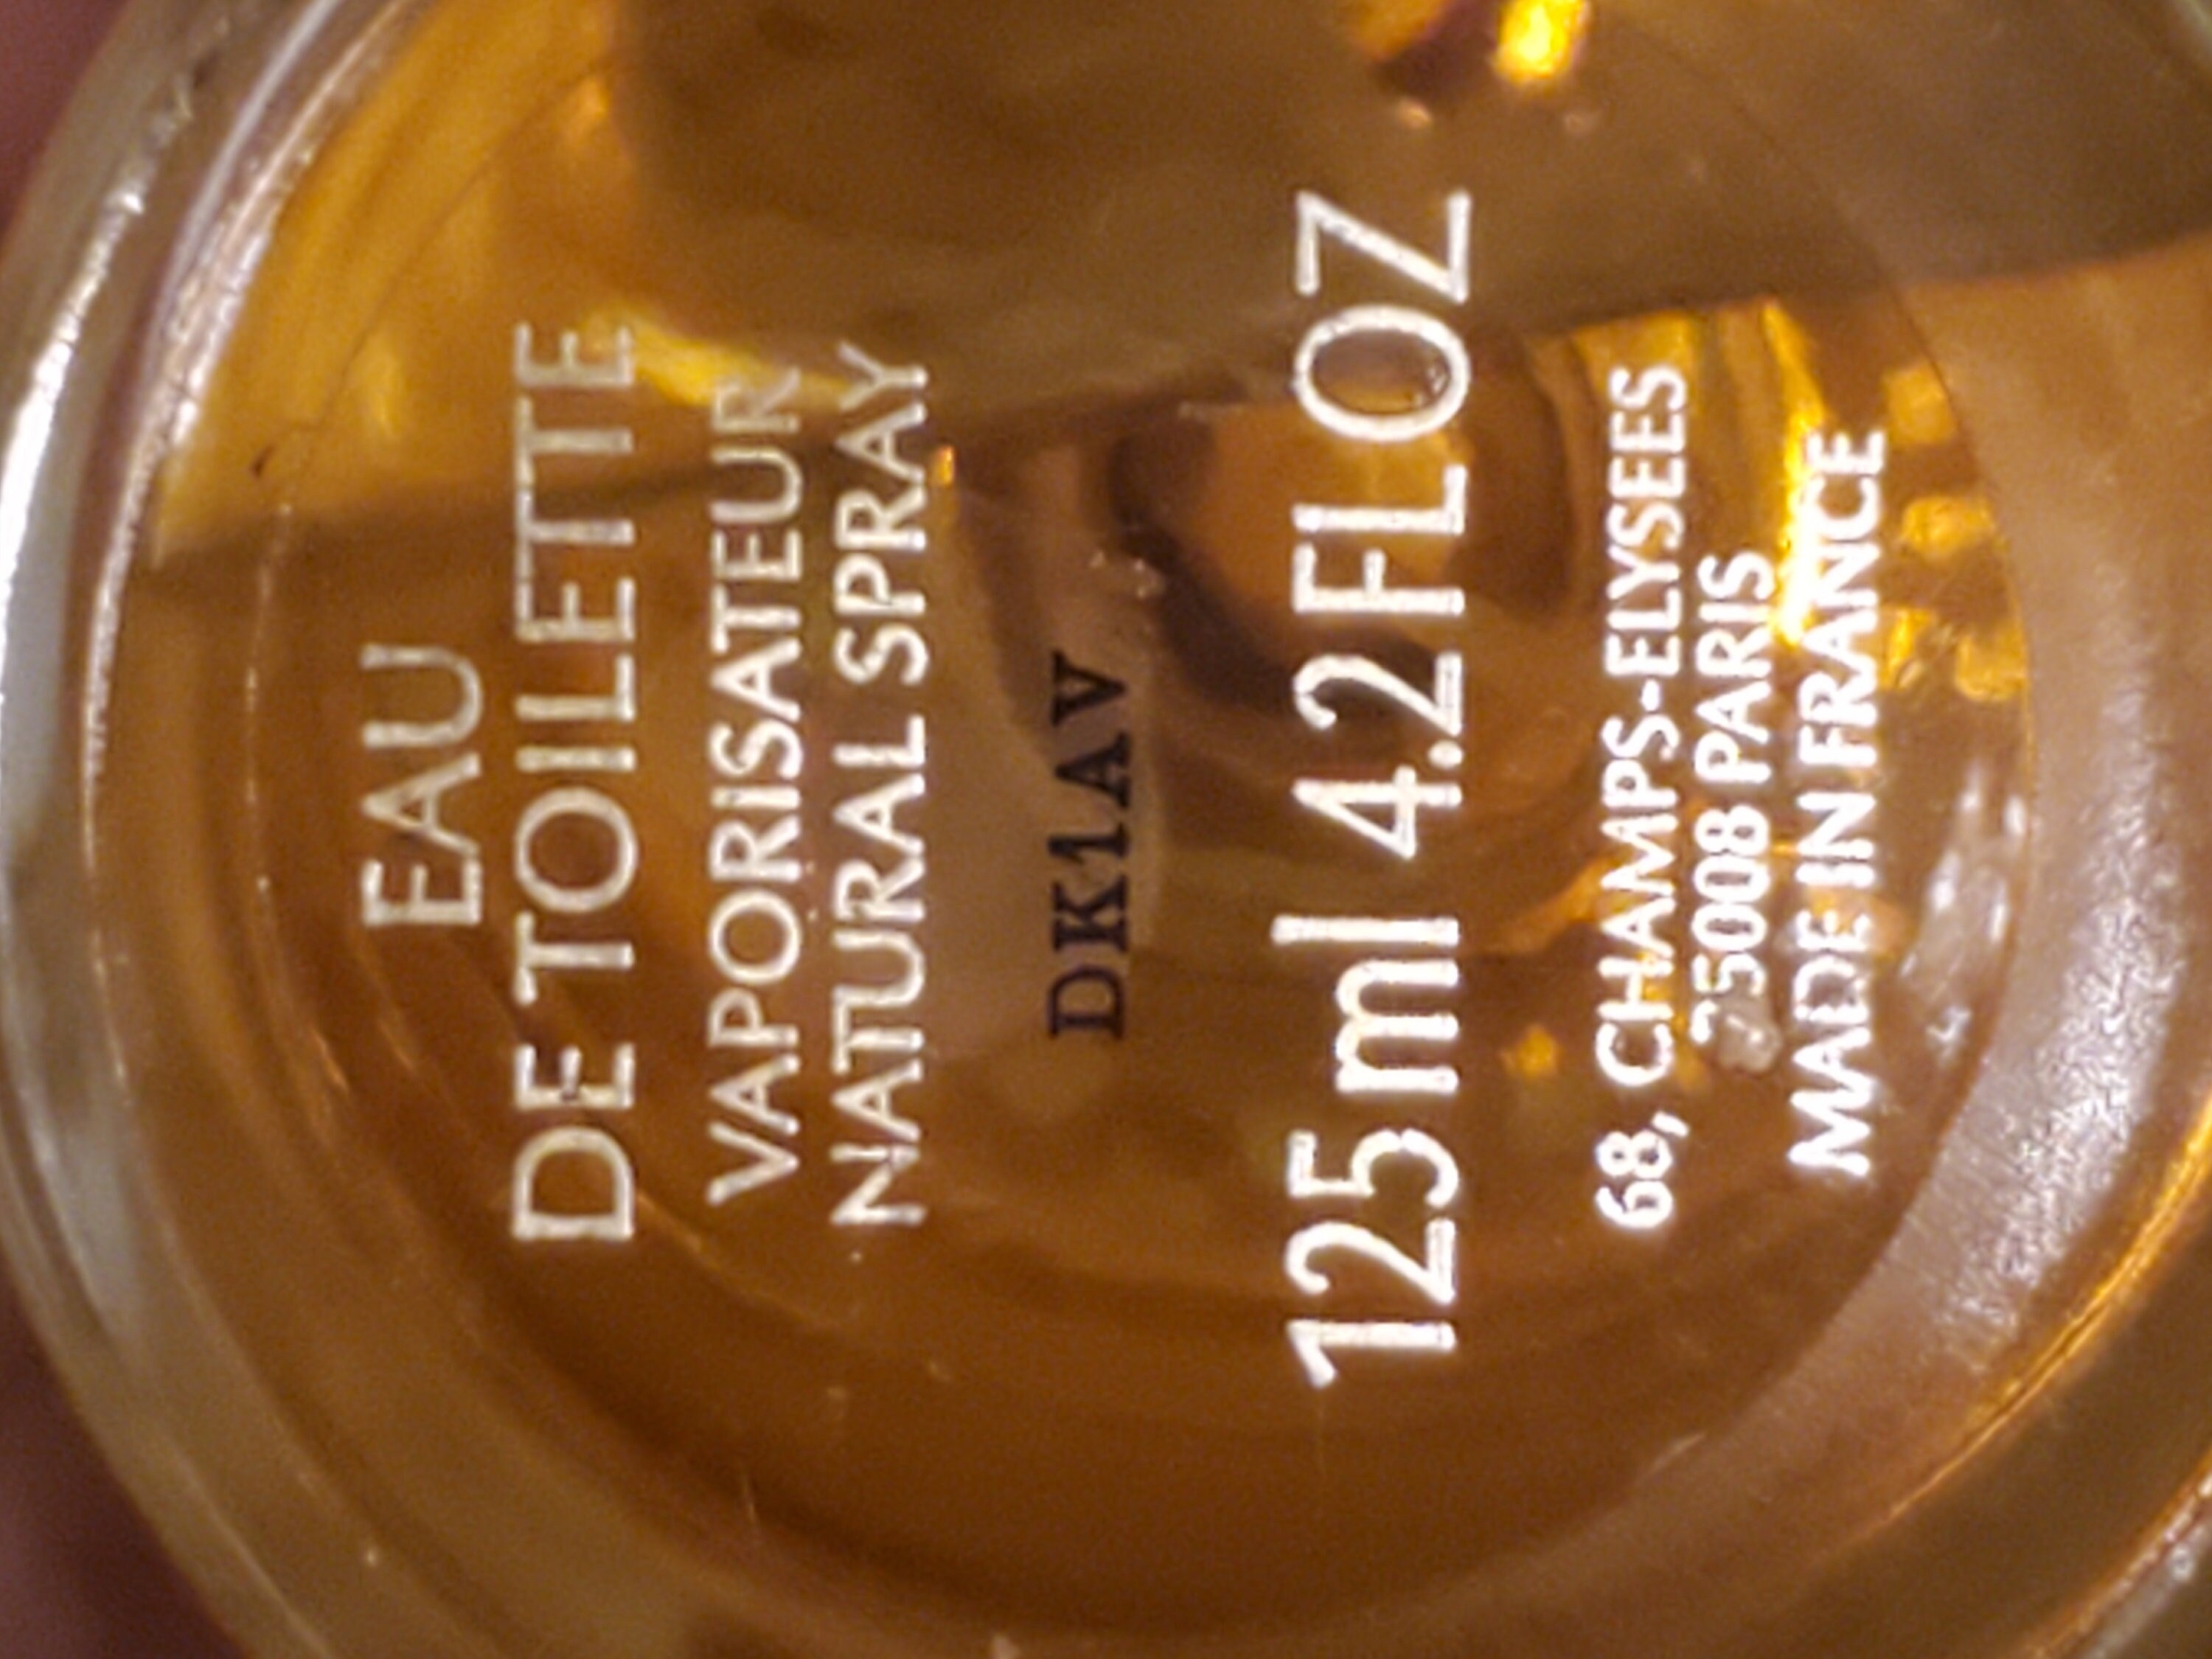 EAU
DE TOILETTE
VAPORISATEUR
NATURAL SPRAY
DK1AV
125 ml 4.2 FL OZ
68, CHAMPS-ELYSEES
75008 PARIS
MADE IN FRANCE